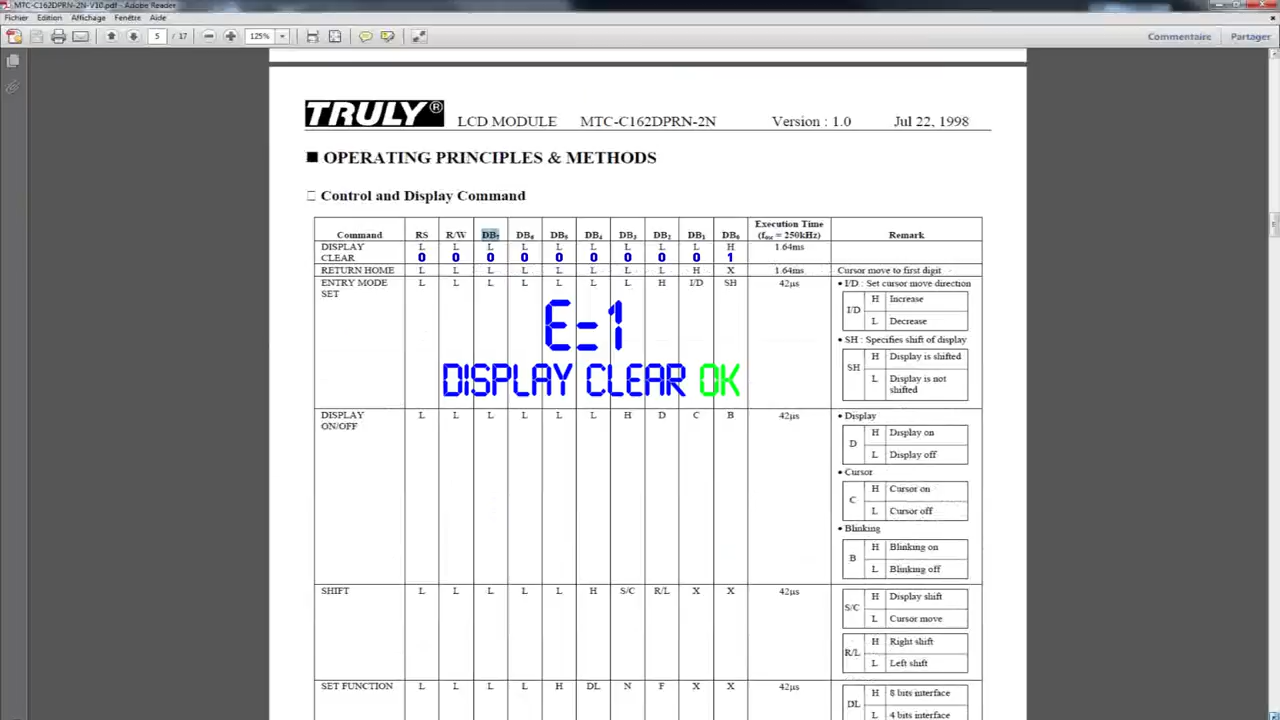 MTC-C162DPRN-2N-V10.pdf - Adobe Reader
Fichier Edition Affichage Fenêtre Aide
5 / 17 125% Commentaire Partager
TRULY® LCD MODULE MTC-C162DPRN-2N Version : 1.0 Jul 22, 1998
■ OPERATING PRINCIPLES & METHODS
□ Control and Display Command
Command RS R/W DB7 DB6 DB5 DB4 DB3 DB2 DB1 DB0 Execution Time (fosc = 250kHz) Remark
DISPLAY L L L L L L L L L H 1.64ms
CLEAR 0 0 0 0 0 0 0 0 0 1
RETURN HOME L L L L L L L L H X 1.64ms Cursor move to first digit
ENTRY MODE L L L L L L L H I/D SH 42µs • I/D : Set cursor move direction
SET
I/D H Increase
L Decrease
E=1
• SH : Specifies shift of display
SH H Display is shifted
L Display is not
shifted
DISPLAY CLEAR OK
DISPLAY L L L L L L H D C B 42µs • Display
ON/OFF
D H Display on
L Display off
• Cursor
C H Cursor on
L Cursor off
• Blinking
B H Blinking on
L Blinking off
SHIFT L L L L L H S/C R/L X X 42µs
S/C H Display shift
L Cursor move
R/L H Right shift
L Left shift
SET FUNCTION L L L L H DL N F X X 42µs
DL H 8 bits interface
L 4 bits interface